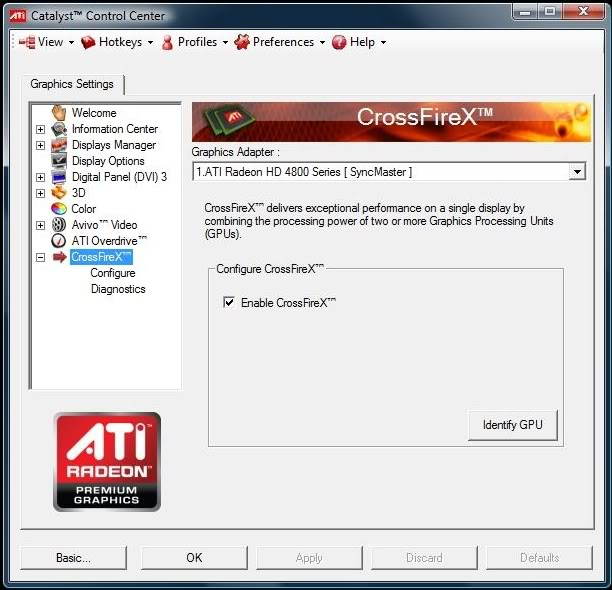 ATI Catalyst™ Control Center
View Hotkeys Profiles Preferences Help
Graphics Settings
Welcome
Information Center
Displays Manager
Display Options
Digital Panel (DVI) 3
3D
Color
Avivo™ Video
ATI Overdrive™
CrossFireX™
Configure
Diagnostics
ATI
CrossFireX™
Graphics Adapter :
1.ATI Radeon HD 4800 Series [ SyncMaster ]
CrossFireX™ delivers exceptional performance on a single display by
combining the processing power of two or more Graphics Processing Units
(GPUs).
Configure CrossFireX™
Enable CrossFireX™
Identify GPU
ATI
RADEON™
PREMIUM
GRAPHICS
Basic... OK Apply Discard Defaults